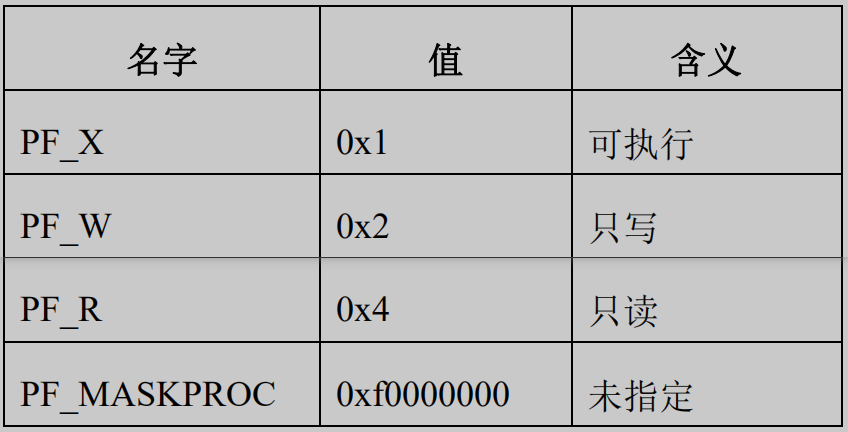 名字 值 含义
PF_X 0x1 可执行
PF_W 0x2 只写
PF_R 0x4 只读
PF_MASKPROC 0xf0000000 未指定